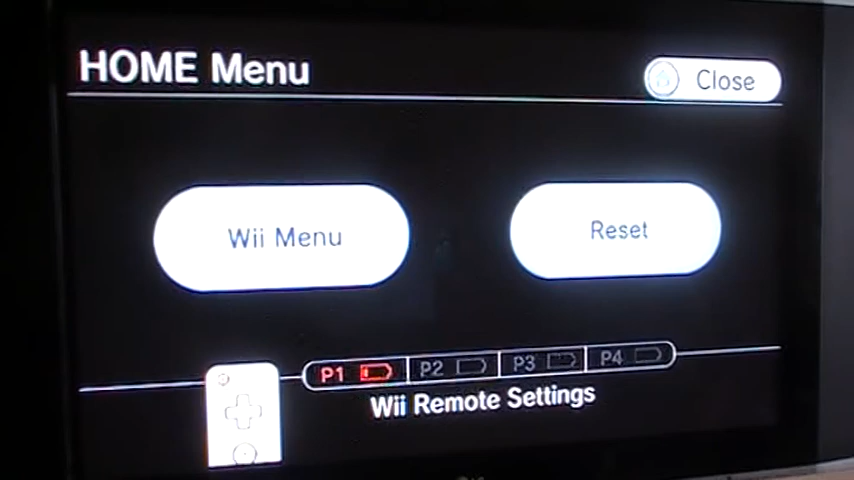 HOME Menu
Close
Wii Menu
Reset
P1 P2 P3 P4
Wii Remote Settings